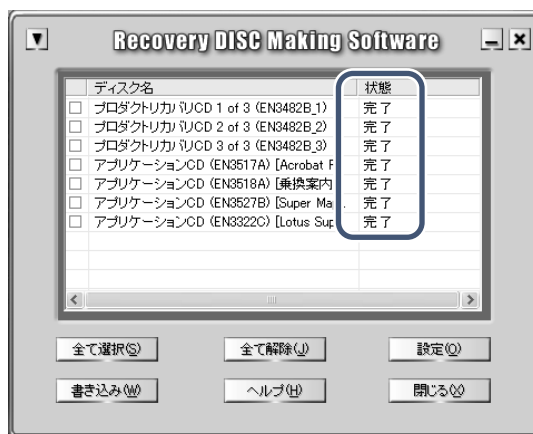 Recovery DISC Making Software
ディスク名 状態
プロダクトリカバリCD 1 of 3 (EN3482B_1) 完了
プロダクトリカバリCD 2 of 3 (EN3482B_2) 完了
プロダクトリカバリCD 3 of 3 (EN3482B_3) 完了
アプリケーションCD (EN3517A) [Acrobat 完了
アプリケーションCD (EN3518A) [乗換案内 完了
アプリケーションCD (EN3527B) [Super Ma... 完了
アプリケーションCD (EN3322C) [Lotus Sup 完了
全て選択(S) 全て解除(J) 設定(O)
書き込み(W) ヘルプ(H) 閉じる(X)